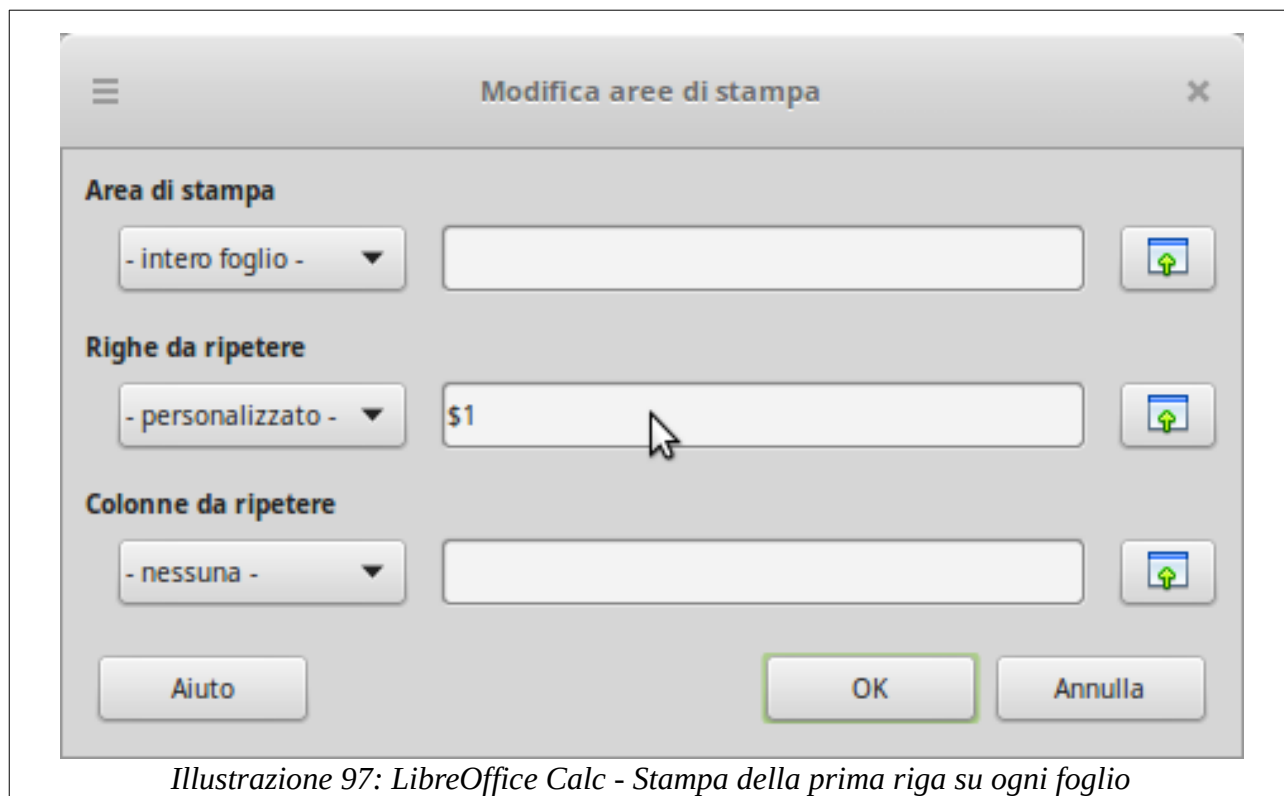 Modifica aree di stampa
Area di stampa
- intero foglio -
Righe da ripetere
- personalizzato - $1
Colonne da ripetere
- nessuna -
Aiuto OK Annulla
Illustrazione 97: LibreOffice Calc - Stampa della prima riga su ogni foglio